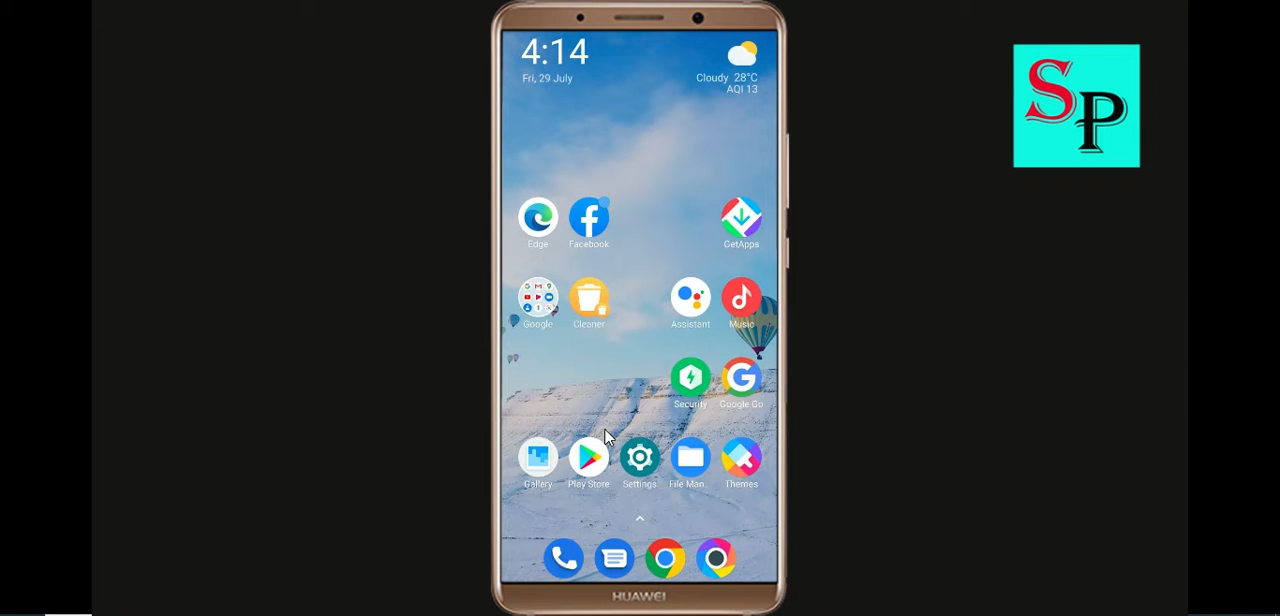 4:14
Fri, 29 July
Cloudy 28°C
AQI 13
SP
Edge Facebook GetApps
Google Cleaner Assistant Music
Security Google Go
Gallery Play Store Settings File Man.. Themes
HUAWEI